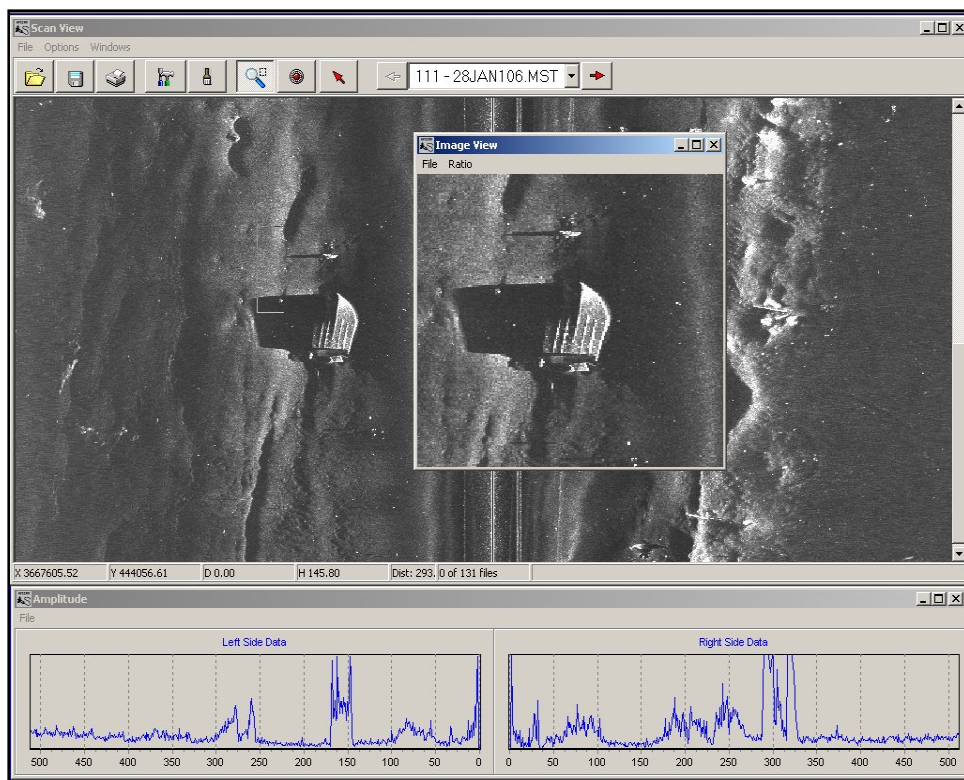 Scan View
File Options Windows
111 - 28JAN106.MST
Image View
File Ratio
X 3667605.52 Y 444056.61 D 0.00 H 145.80 Dist: 293. 0 of 131 files
Amplitude
File
Left Side Data Right Side Data
500 450 400 350 300 250 200 150 100 50 0 0 50 100 150 200 250 300 350 400 450 500